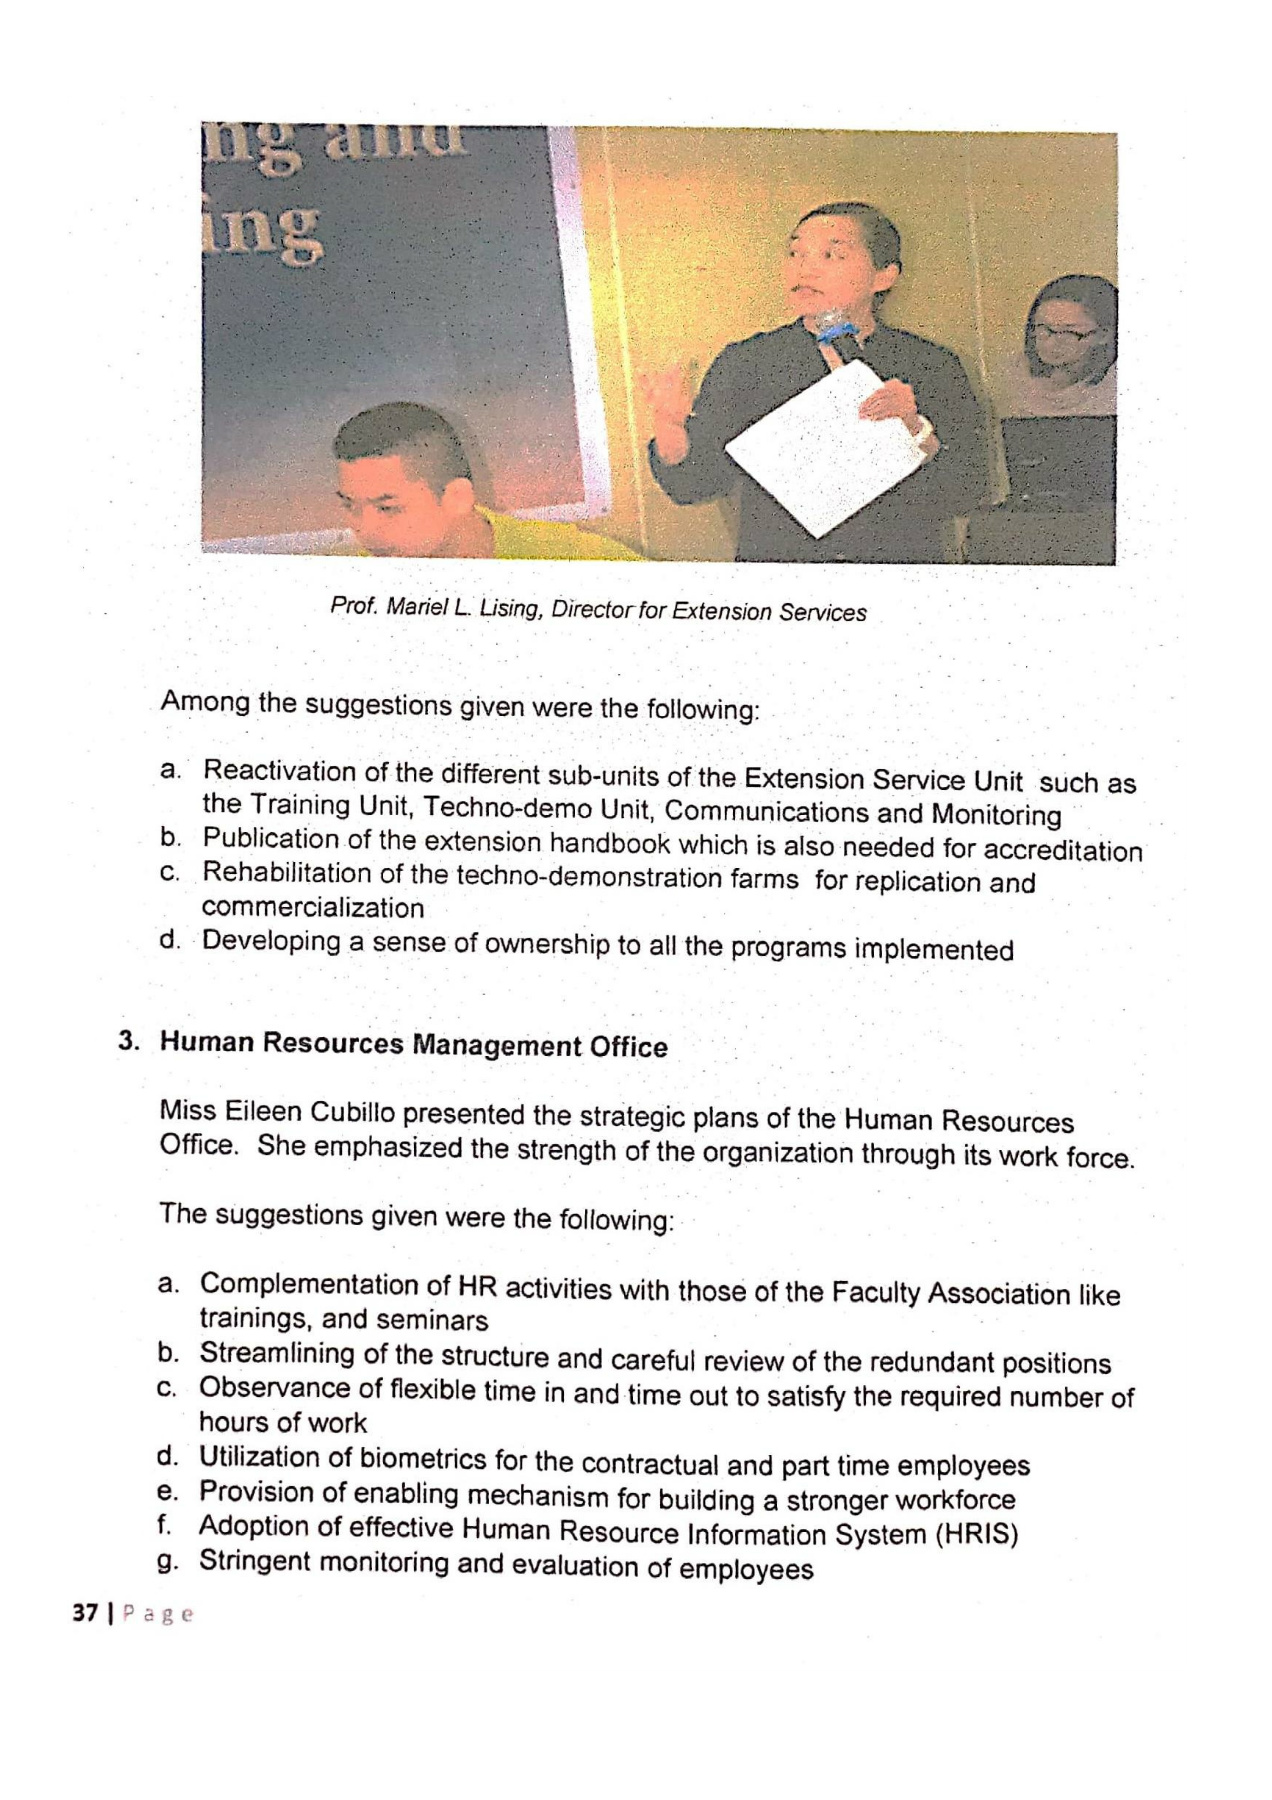 ng and
ing
Prof. Mariel L. Lising, Director for Extension Services
Among the suggestions given were the following:
a. Reactivation of the different sub-units of the Extension Service Unit such as
the Training Unit, Techno-demo Unit, Communications and Monitoring
b. Publication of the extension handbook which is also needed for accreditation
c. Rehabilitation of the techno-demonstration farms for replication and
commercialization
d. Developing a sense of ownership to all the programs implemented
3. Human Resources Management Office
Miss Eileen Cubillo presented the strategic plans of the Human Resources
Office. She emphasized the strength of the organization through its work force.
The suggestions given were the following:
a. Complementation of HR activities with those of the Faculty Association like
trainings, and seminars
b. Streamlining of the structure and careful review of the redundant positions
c. Observance of flexible time in and time out to satisfy the required number of
hours of work
d. Utilization of biometrics for the contractual and part time employees
e. Provision of enabling mechanism for building a stronger workforce
f. Adoption of effective Human Resource Information System (HRIS)
g. Stringent monitoring and evaluation of employees
37 | Page